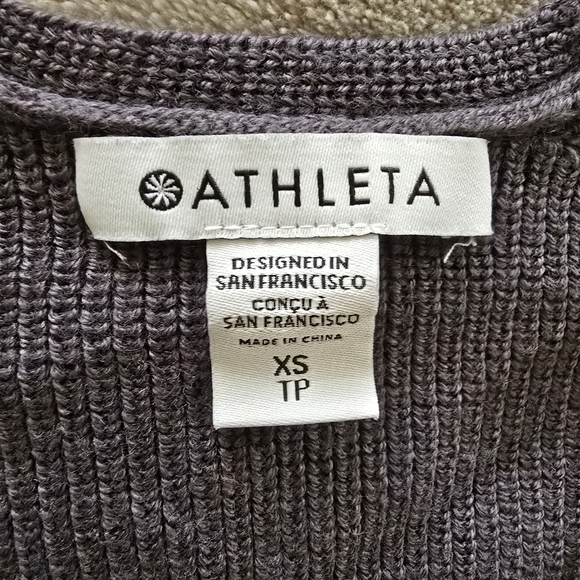 ATHLETA
DESIGNED IN
SAN FRANCISCO
CONÇU À
SAN FRANCISCO
MADE IN CHINA
XS
TP